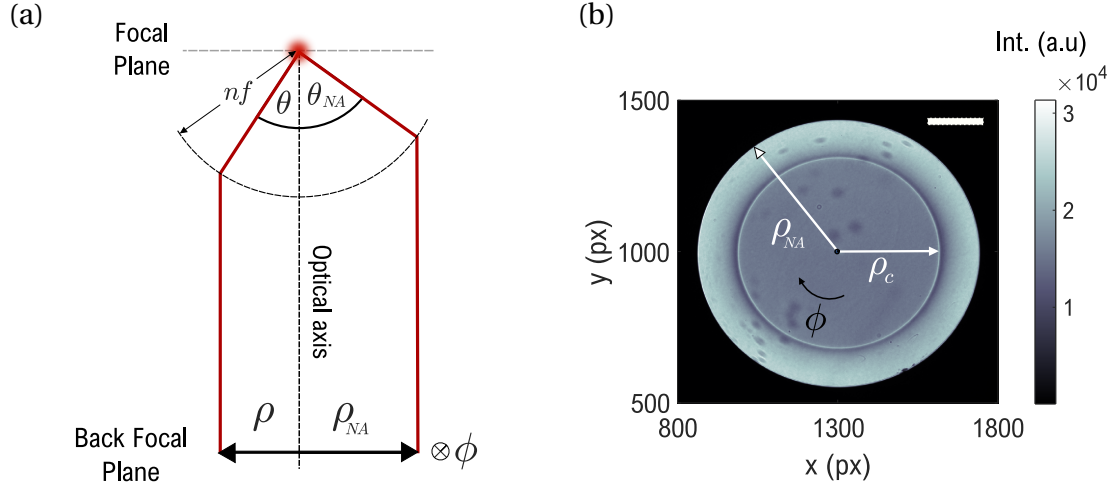 (a)
Focal
Plane
nf
θ
θNA
Optical axis
ρ
ρNA
Back Focal
Plane
⊗ϕ
(b)
Int. (a.u)
×10⁴
1500
1000
500
y (px)
ρNA
ρc
ϕ
800
1300
1800
x (px)
3
2
1